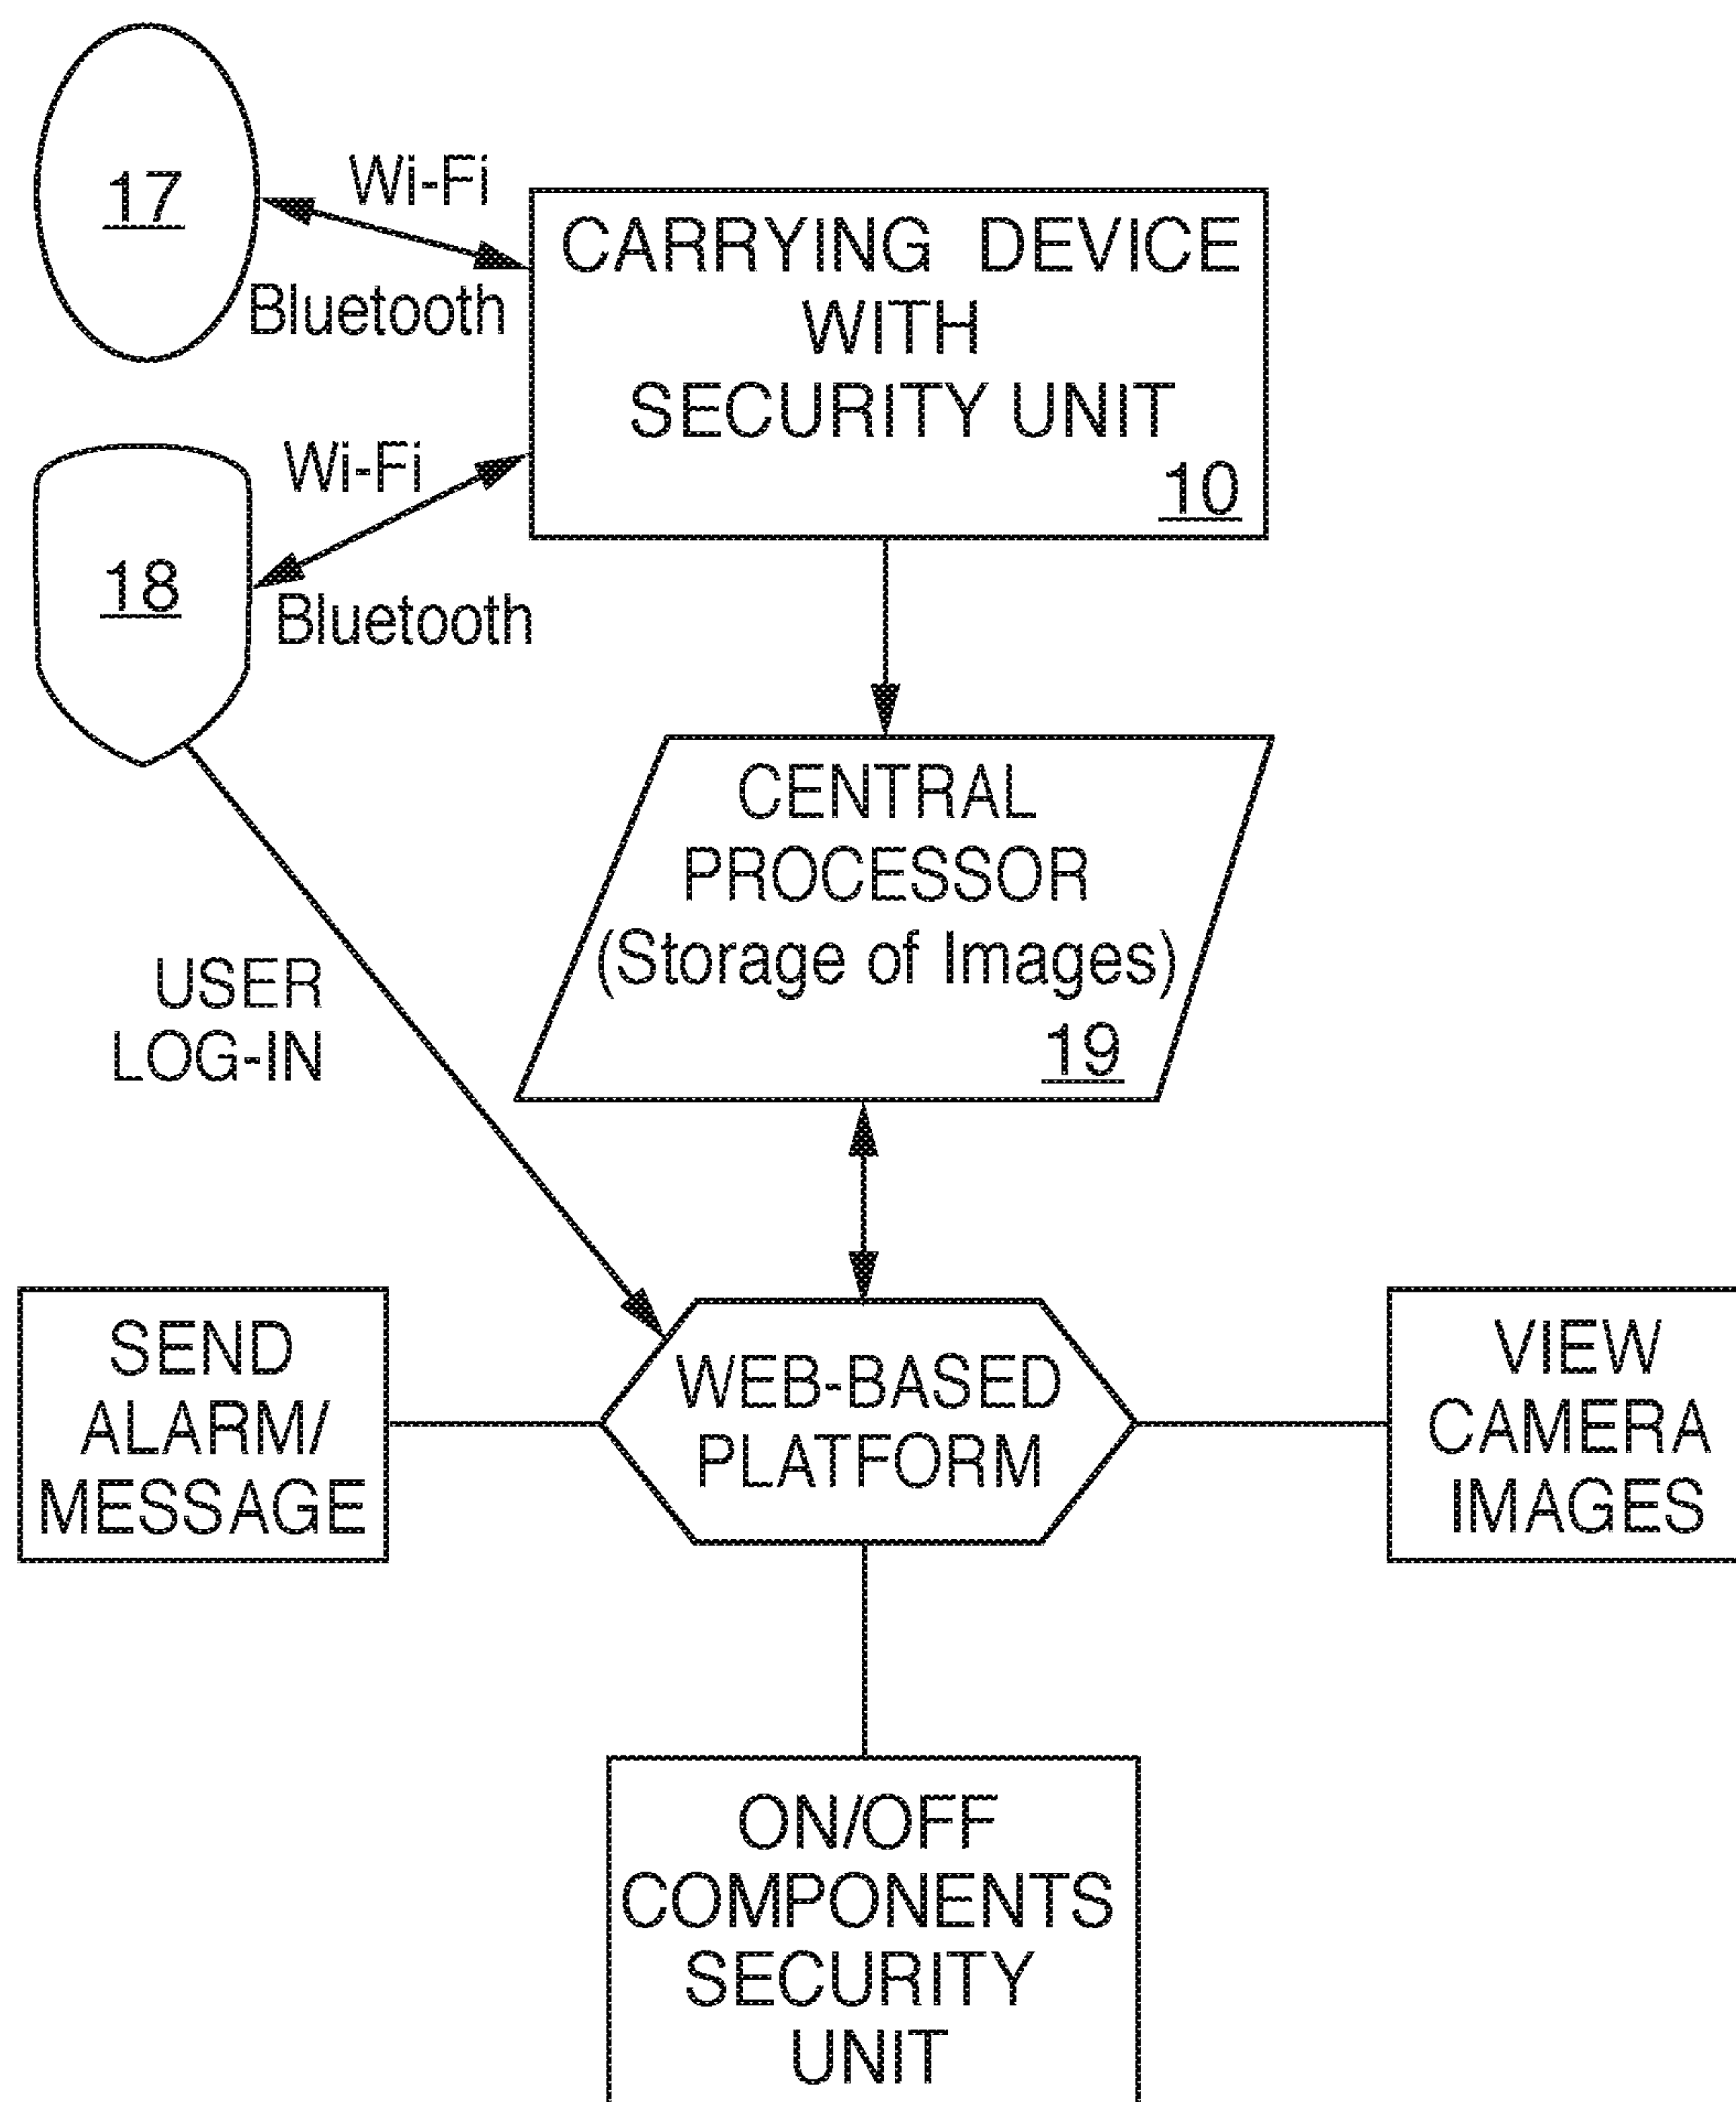 17
Wi-Fi
Bluetooth
CARRYING DEVICE
WITH
SECURITY UNIT
10
Wi-Fi
18
Bluetooth
CENTRAL
PROCESSOR
(Storage of Images)
19
USER
LOG-IN
SEND
ALARM/
MESSAGE
WEB-BASED
PLATFORM
VIEW
CAMERA
IMAGES
ON/OFF
COMPONENTS
SECURITY
UNIT